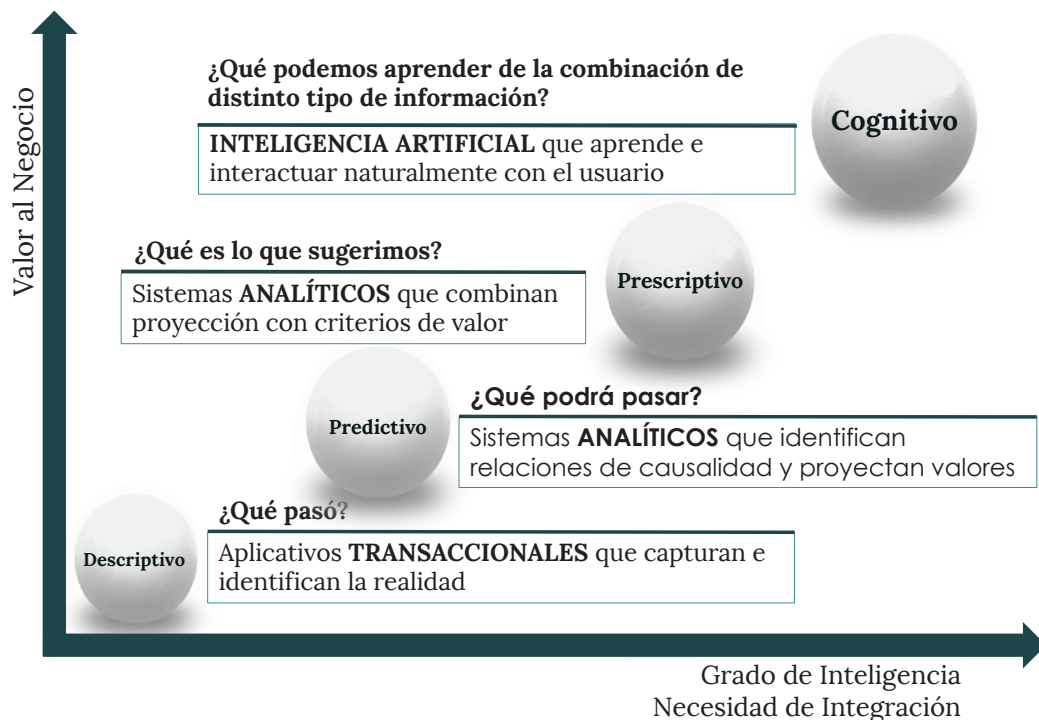 Valor al Negocio
¿Qué podemos aprender de la combinación de
distinto tipo de información?
INTELIGENCIA ARTIFICIAL que aprende e
interactuar naturalmente con el usuario
Cognitivo
¿Qué es lo que sugerimos?
Sistemas ANALÍTICOS que combinan
proyección con criterios de valor
Prescriptivo
Predictivo
¿Qué podrá pasar?
Sistemas ANALÍTICOS que identifican
relaciones de causalidad y proyectan valores
Descriptivo
¿Qué pasó?
Aplicativos TRANSACCIONALES que capturan e
identifican la realidad
Grado de Inteligencia
Necesidad de Integración